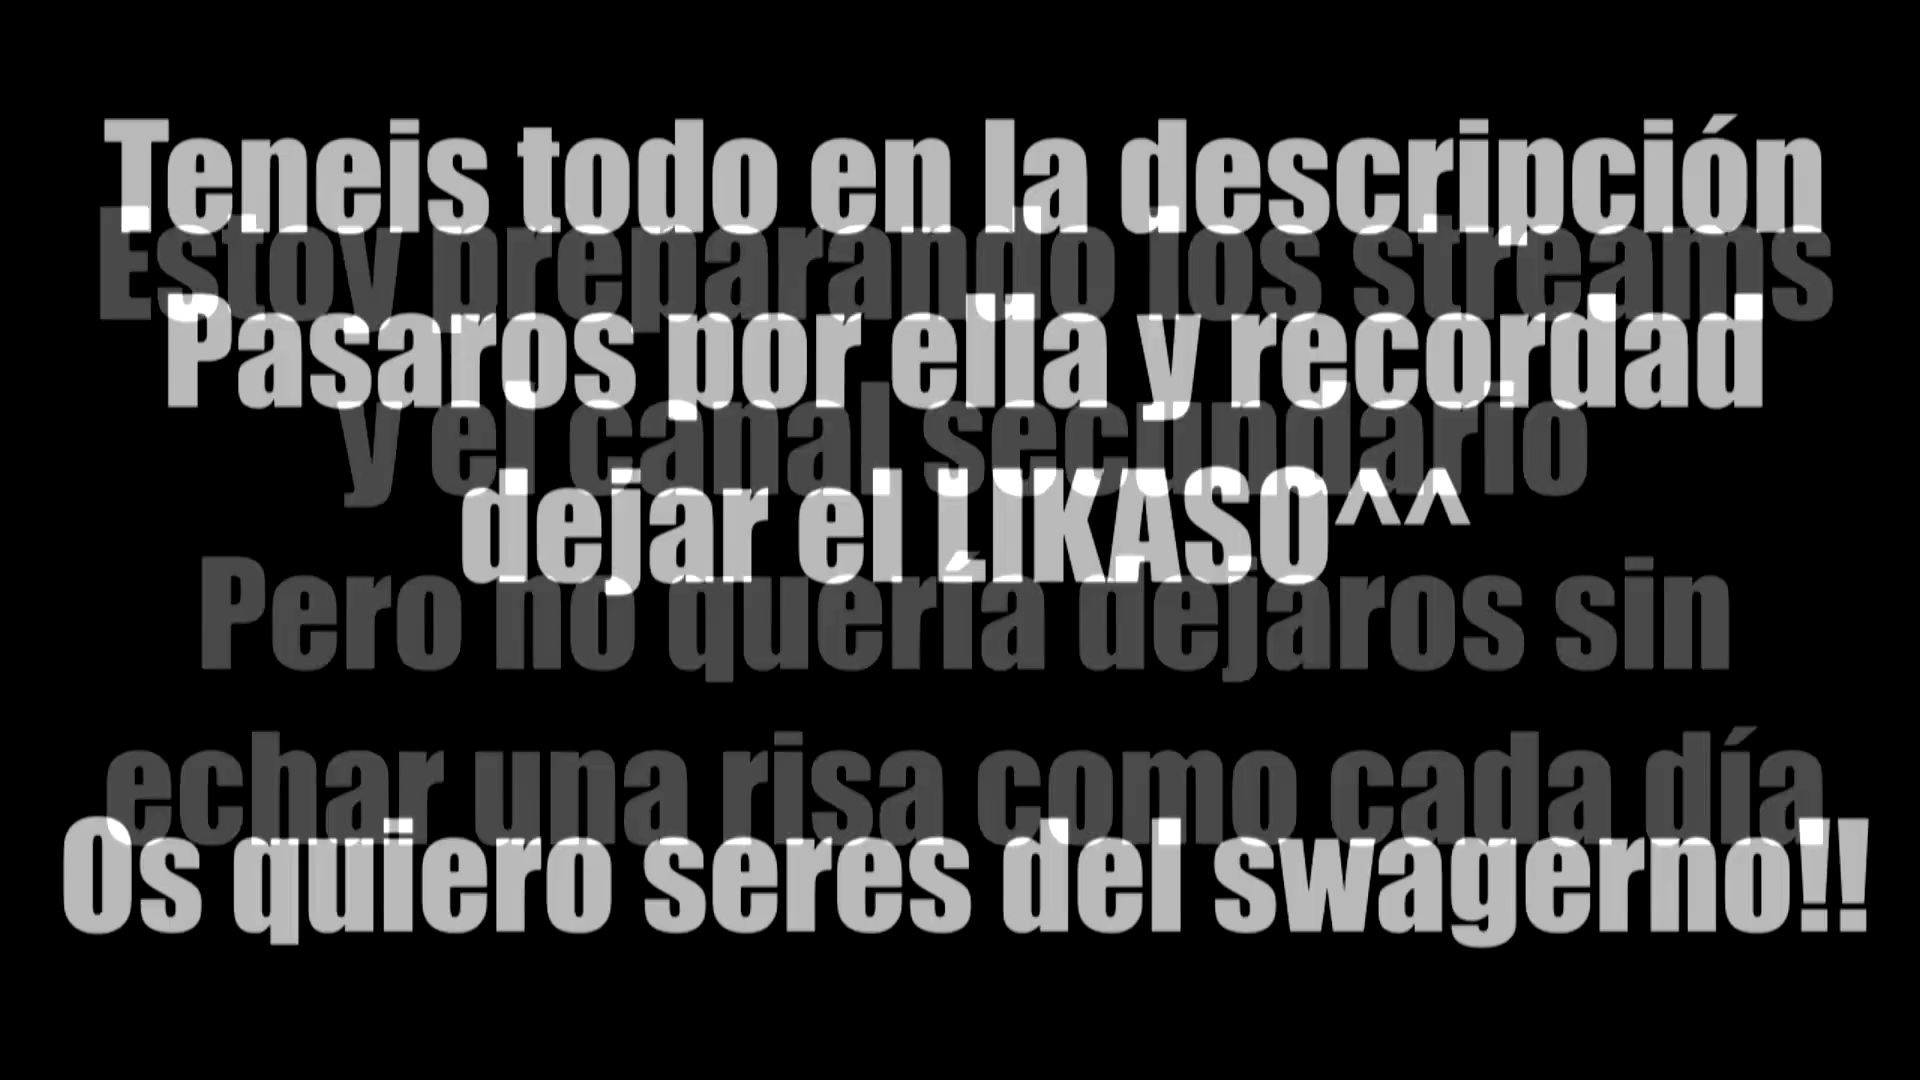 Teneis todo en la descripción
Estoy preparando los streams
Pasaros por ella y recordad
y el canal secundario
dejar el LIKASO^^
Pero no quería dejaros sin
echar una risa como cada día
Os quiero seres del swagerno!!